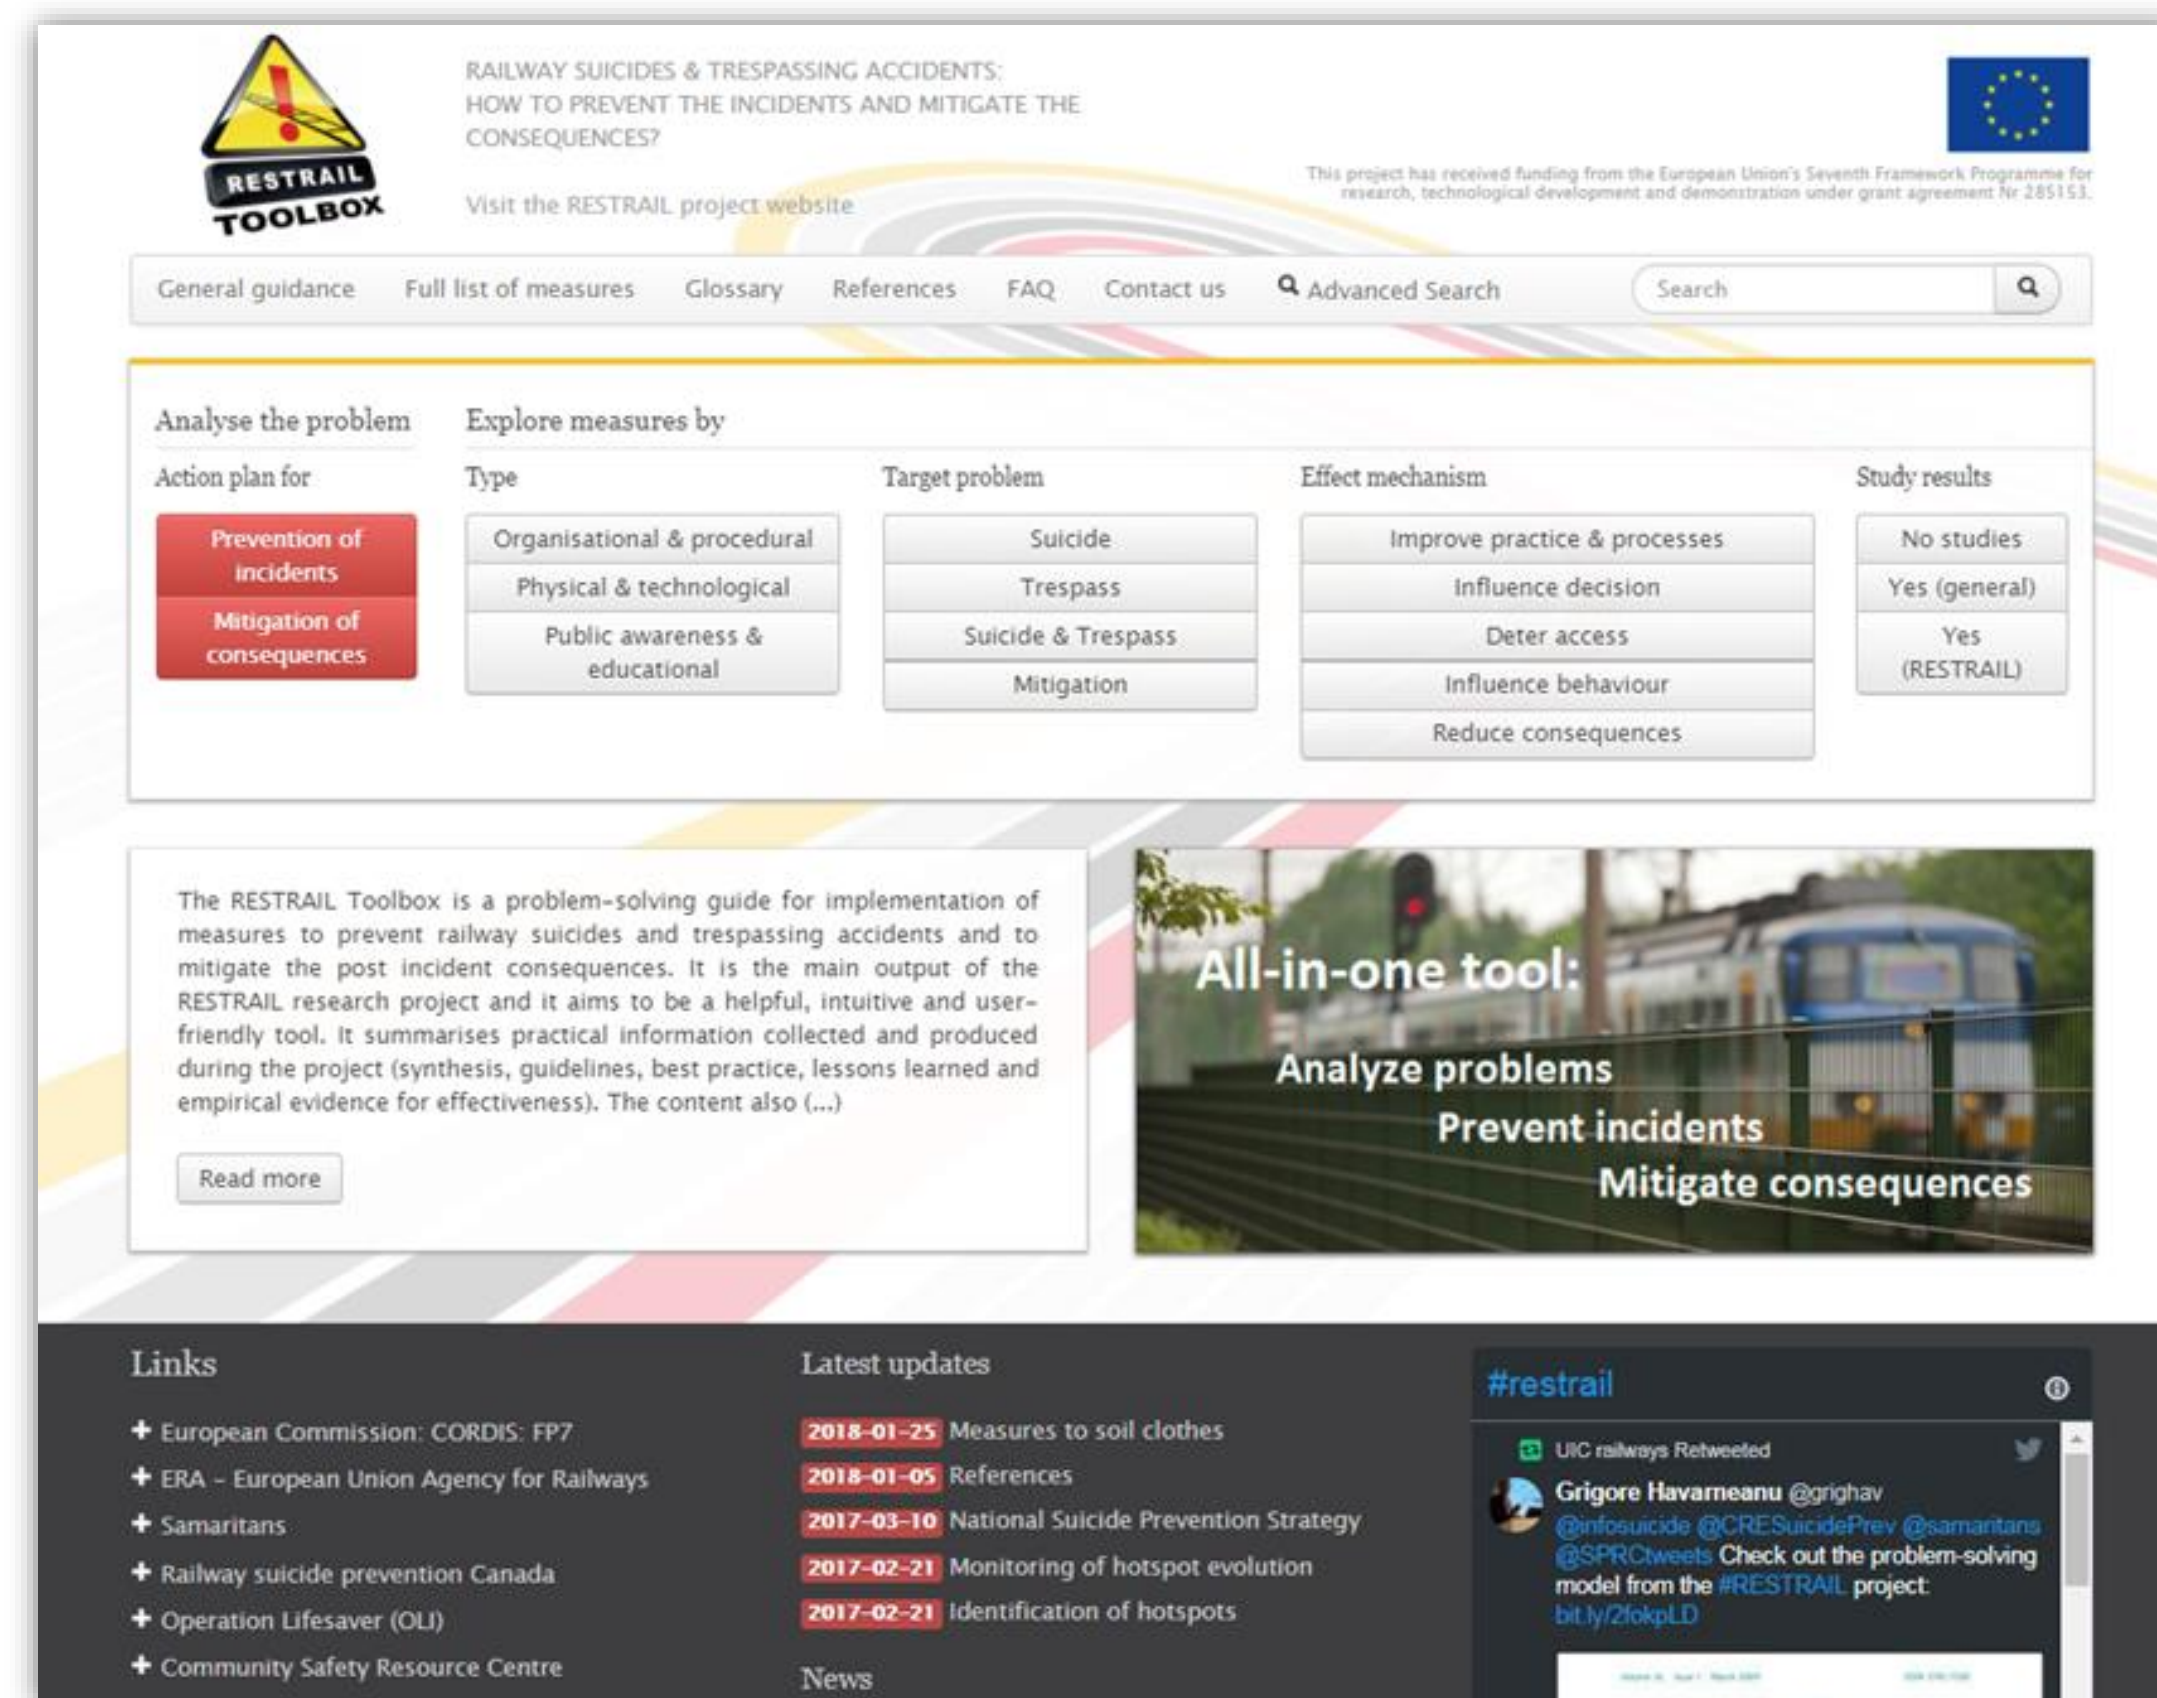 RESTRAIL
TOOLBOX
RAILWAY SUICIDES & TRESPASSING ACCIDENTS:
HOW TO PREVENT THE INCIDENTS AND MITIGATE THE
CONSEQUENCES?
Visit the RESTRAIL project website
This project has received funding from the European Union's Seventh Framework Programme for
research, technological development and demonstration under grant agreement Nr 285153.
General guidance Full list of measures Glossary References FAQ Contact us Advanced Search Search
Analyse the problem
Action plan for
Prevention of
incidents
Mitigation of
consequences
Explore measures by
Type
Organisational & procedural
Physical & technological
Public awareness &
educational
Target problem
Suicide
Trespass
Suicide & Trespass
Mitigation
Effect mechanism
Improve practice & processes
Influence decision
Deter access
Influence behaviour
Reduce consequences
Study results
No studies
Yes (general)
Yes
(RESTRAIL)
The RESTRAIL Toolbox is a problem-solving guide for implementation of
measures to prevent railway suicides and trespassing accidents and to
mitigate the post incident consequences. It is the main output of the
RESTRAIL research project and it aims to be a helpful, intuitive and user-
friendly tool. It summarises practical information collected and produced
during the project (synthesis, guidelines, best practice, lessons learned and
empirical evidence for effectiveness). The content also (...)
Read more
All-in-one tool:
Analyze problems
Prevent incidents
Mitigate consequences
Links
European Commission: CORDIS: FP7
ERA – European Union Agency for Railways
Samaritans
Railway suicide prevention Canada
Operation Lifesaver (OLI)
Community Safety Resource Centre
Latest updates
2018-01-25 Measures to soil clothes
2018-01-05 References
2017-03-10 National Suicide Prevention Strategy
2017-02-21 Monitoring of hotspot evolution
2017-02-21 Identification of hotspots
News
#restrail
UIC railways Retweeted
Grigore Havarneanu @grighav
@infosuicide @CRESuicidePrev @samaritans
@SPRCtweets Check out the problem-solving
model from the #RESTRAIL project:
bit.ly/2fokpLD